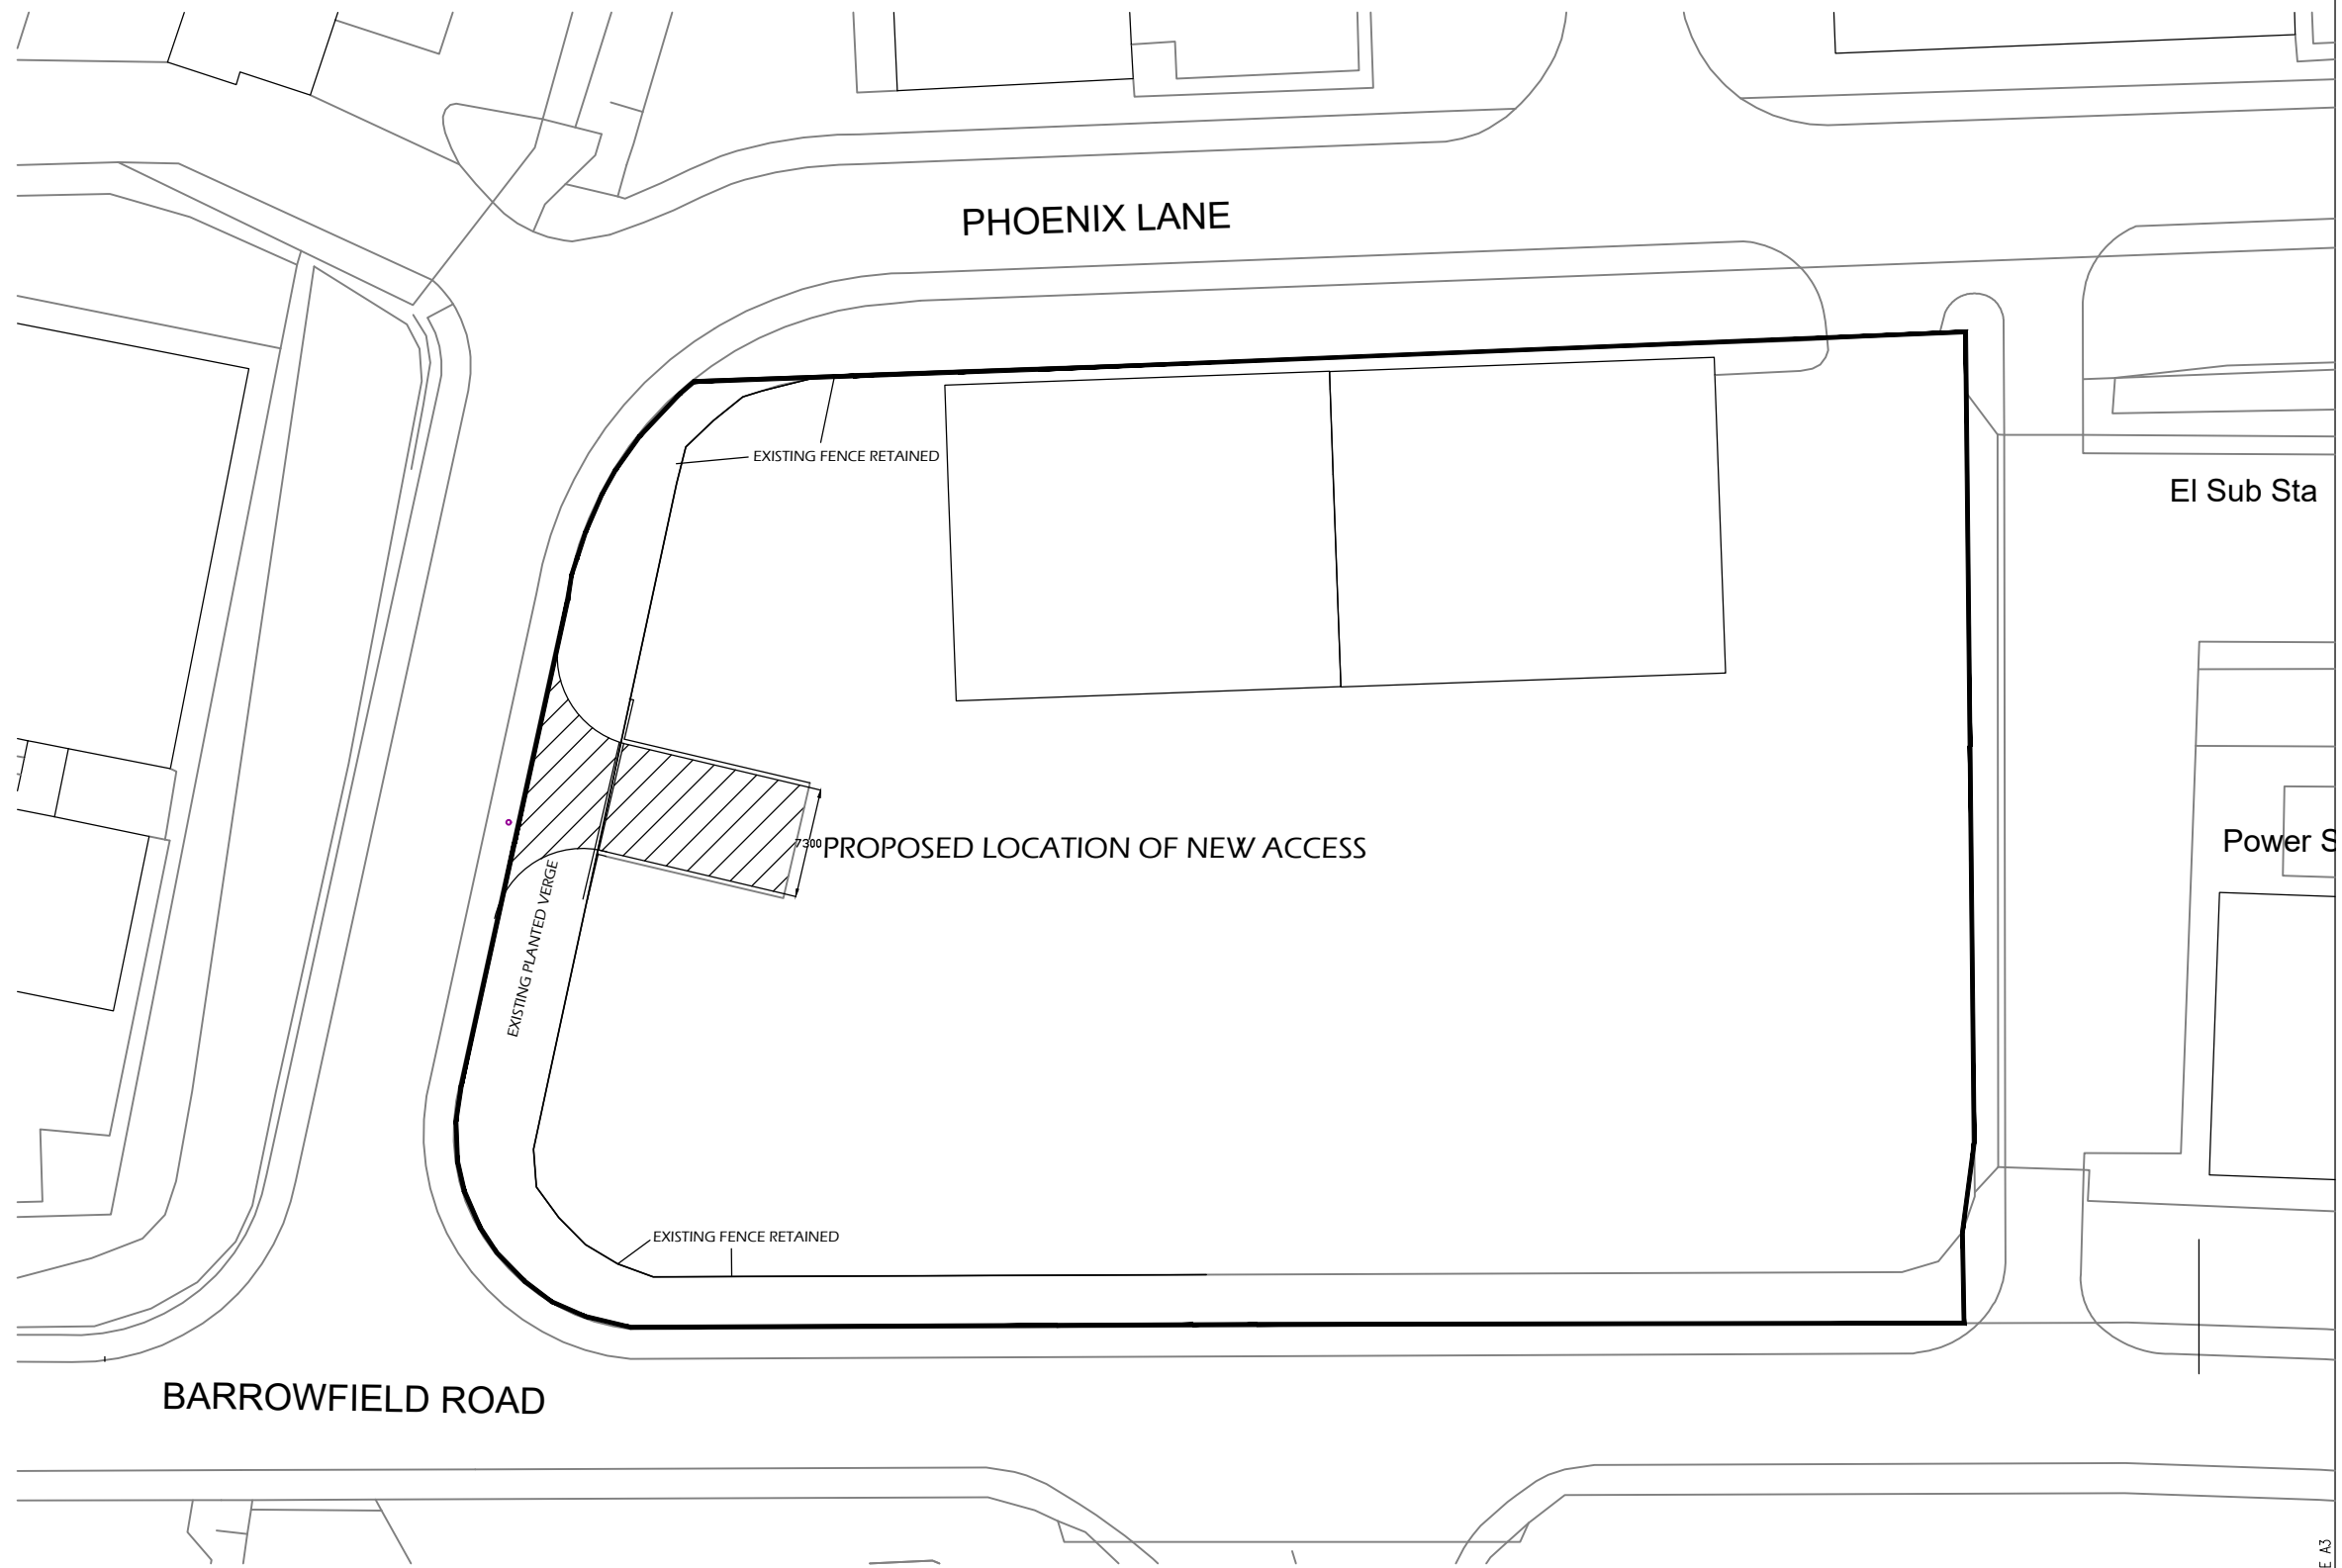 PHOENIX LANE
EXISTING FENCE RETAINED
El Sub Sta
Power S
7300
PROPOSED LOCATION OF NEW ACCESS
EXISTING PLANTED VERGE
EXISTING FENCE RETAINED
BARROWFIELD ROAD
E A3